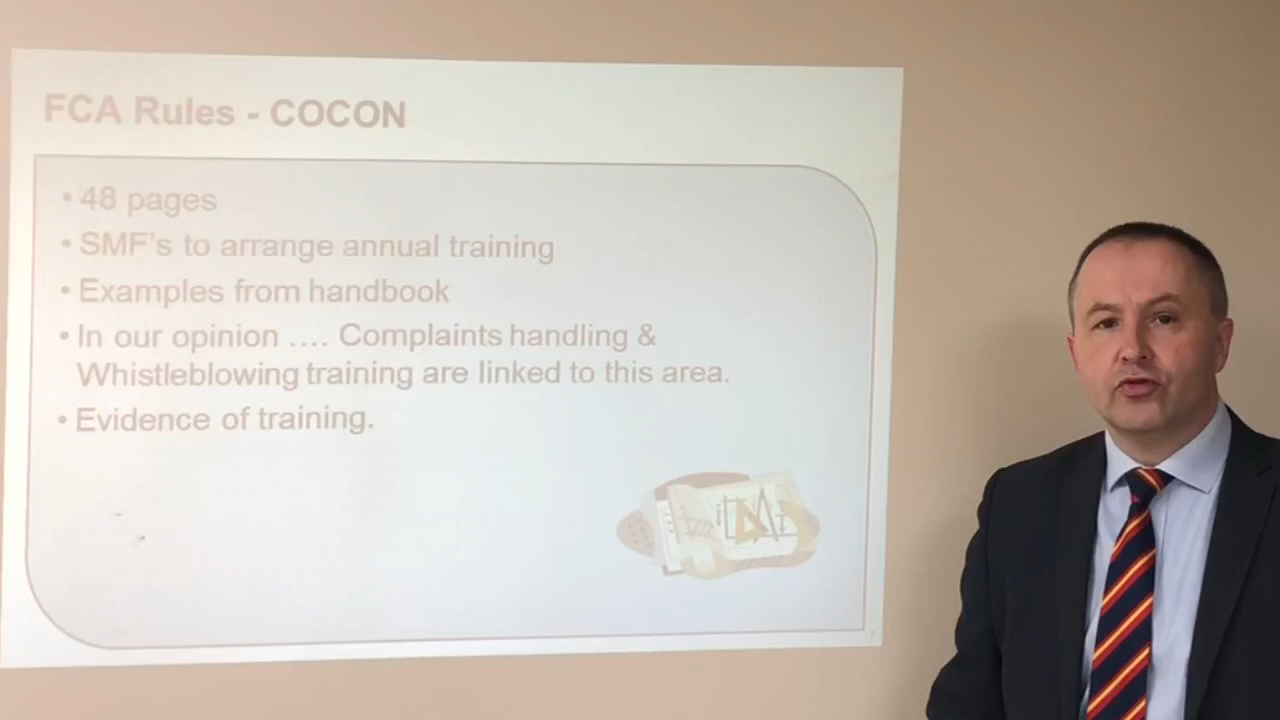 FCA Rules - COCON
• 48 pages
• SMF's to arrange annual training
• Examples from handbook
• In our opinion .... Complaints handling &
Whistleblowing training are linked to this area.
• Evidence of training.
7